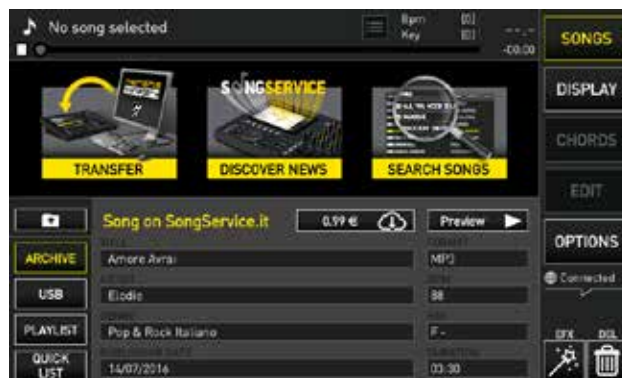 No song selected
Bpm
Key
-00:00
SONGS
DISPLAY
CHORDS
EDIT
OPTIONS
Connected
SONGSERVICE
TRANSFER
DISCOVER NEWS
SEARCH SONGS
Song on SongService.it
0.99 €
Preview
ARCHIVE
Amore Avrai
MP3
USB
Elodie
88
PLAYLIST
Pop & Rock Italiano
F-
QUICK LIST
14/07/2016
DURATION
03:30
EFX
DGL